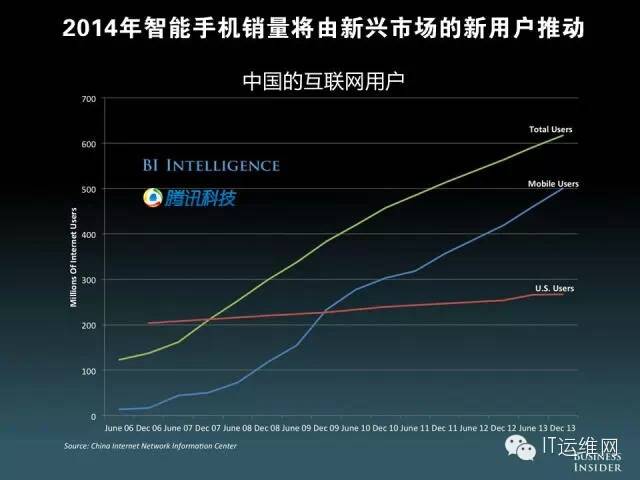 2014年智能手机销量将由新兴市场的新用户推动
中国的互联网用户
700
600
500
400
300
200
100
0
Millions Of Internet Users
BI INTELLIGENCE
腾讯科技
Total Users
Mobile Users
U.S. Users
June 06 Dec 06 June 07 Dec 07 June 08 Dec 08 June 09 Dec 09 June 10 Dec 10 June 11 Dec 11 June 12 Dec 12 June 13 Dec 13
Source: China Internet Network Information Center
IT运维网
BUSINESS
INSIDER